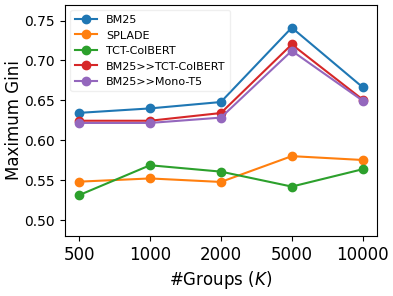 BM25
SPLADE
TCT-ColBERT
BM25>>TCT-ColBERT
BM25>>Mono-T5
Maximum Gini
0.75
0.70
0.65
0.60
0.55
0.50
500 1000 2000 5000 10000
#Groups (K)